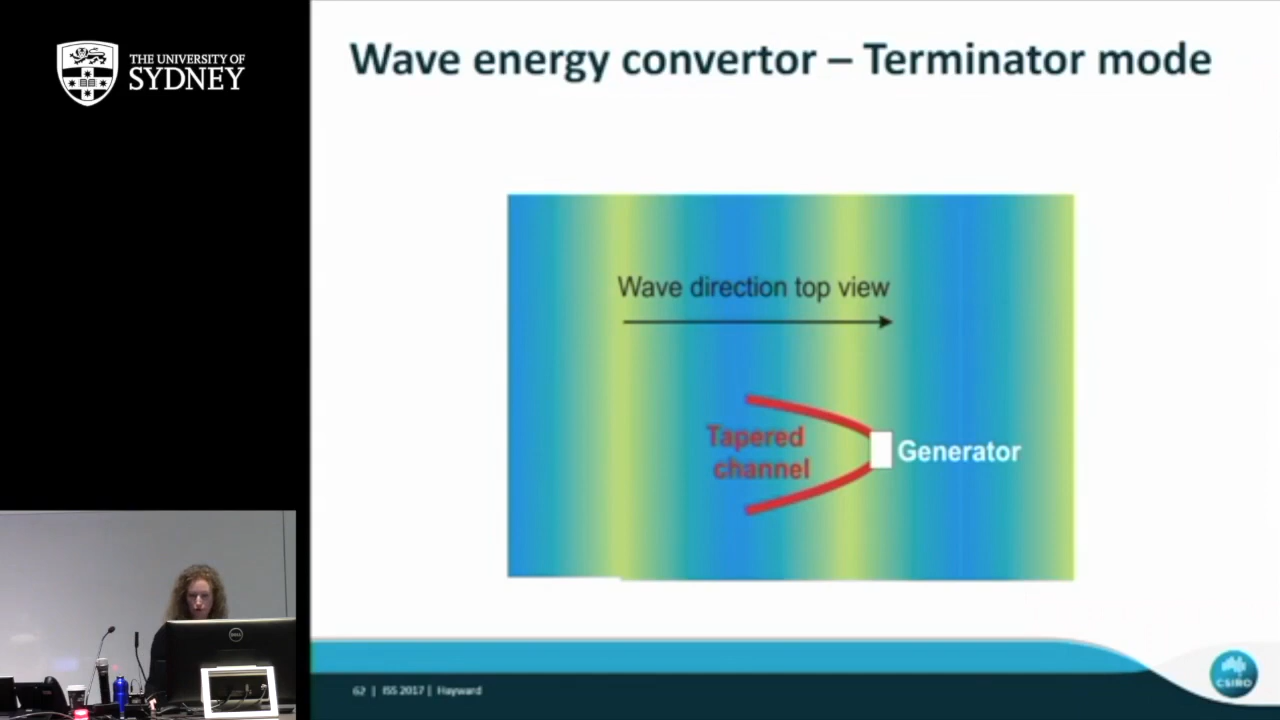 THE UNIVERSITY OF
SYDNEY
Wave energy convertor – Terminator mode
Wave direction top view
Tapered
channel
Generator
62 | ISS 2017 | Hayward
CSIRO
DELL